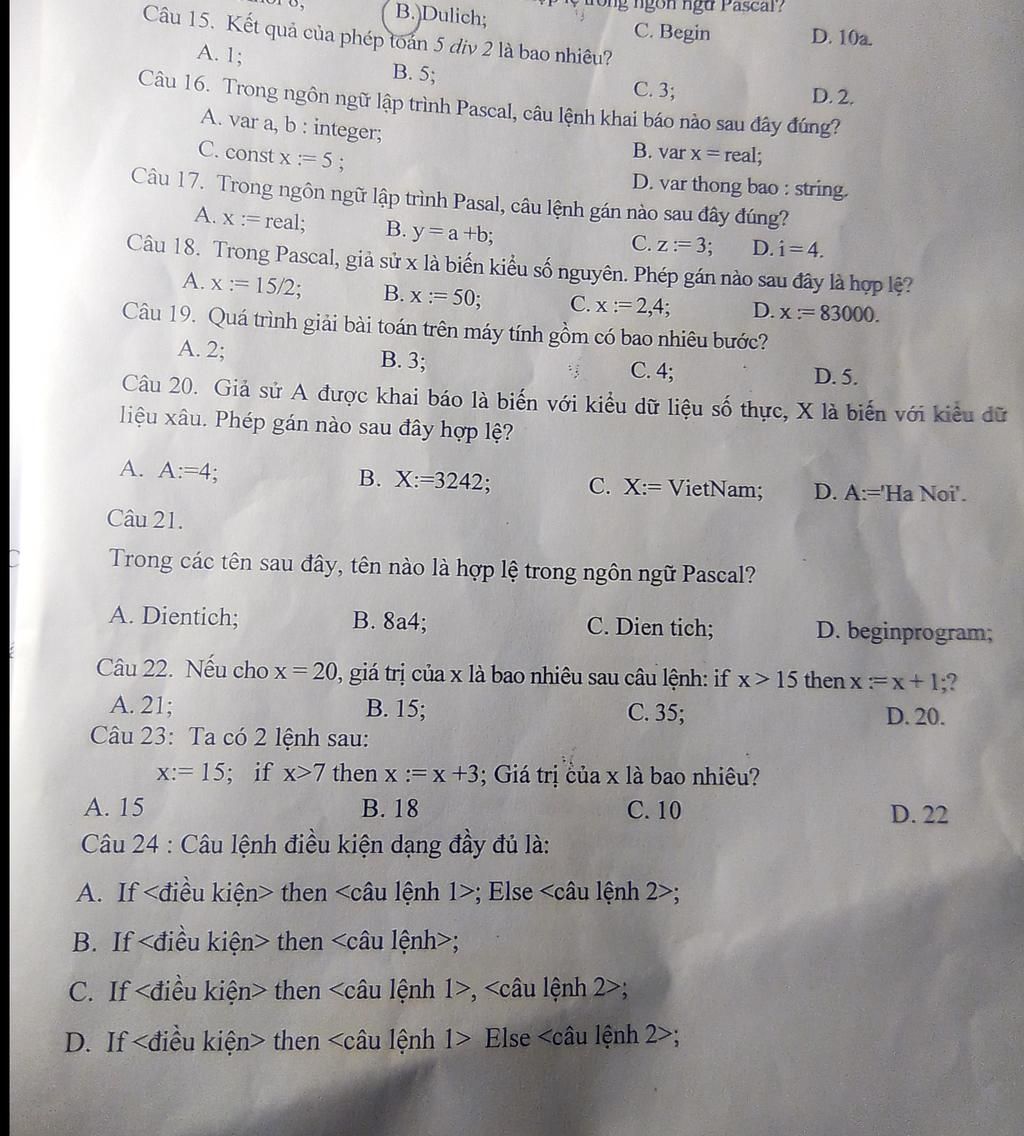 trong ngôn ngữ Pascal?
B. Dulich; C. Begin D. 10a.
Câu 15. Kết quả của phép toán 5 div 2 là bao nhiêu?
A. 1; B. 5; C. 3; D. 2.
Câu 16. Trong ngôn ngữ lập trình Pascal, câu lệnh khai báo nào sau đây đúng?
A. var a, b : integer; B. var x = real;
C. const x := 5 ; D. var thong bao : string.
Câu 17. Trong ngôn ngữ lập trình Pasal, câu lệnh gán nào sau đây đúng?
A. x := real; B. y = a +b; C. z := 3; D. i = 4.
Câu 18. Trong Pascal, giả sử x là biến kiểu số nguyên. Phép gán nào sau đây là hợp lệ?
A. x := 15/2; B. x := 50; C. x := 2,4; D. x := 83000.
Câu 19. Quá trình giải bài toán trên máy tính gồm có bao nhiêu bước?
A. 2; B. 3; C. 4; D. 5.
Câu 20. Giả sử A được khai báo là biến với kiểu dữ liệu số thực, X là biến với kiểu dữ
liệu xâu. Phép gán nào sau đây hợp lệ?
A. A:=4; B. X:=3242; C. X:= VietNam; D. A:='Ha Noi'.
Câu 21.
Trong các tên sau đây, tên nào là hợp lệ trong ngôn ngữ Pascal?
A. Dientich; B. 8a4; C. Dien tich; D. beginprogram;
Câu 22. Nếu cho x = 20, giá trị của x là bao nhiêu sau câu lệnh: if x > 15 then x := x + 1;?
A. 21; B. 15; C. 35; D. 20.
Câu 23: Ta có 2 lệnh sau:
x:= 15; if x>7 then x := x +3; Giá trị của x là bao nhiêu?
A. 15 B. 18 C. 10 D. 22
Câu 24 : Câu lệnh điều kiện dạng đầy đủ là:
A. If <điều kiện> then <câu lệnh 1>; Else <câu lệnh 2>;
B. If <điều kiện> then <câu lệnh>;
C. If <điều kiện> then <câu lệnh 1>, <câu lệnh 2>;
D. If <điều kiện> then <câu lệnh 1> Else <câu lệnh 2>;